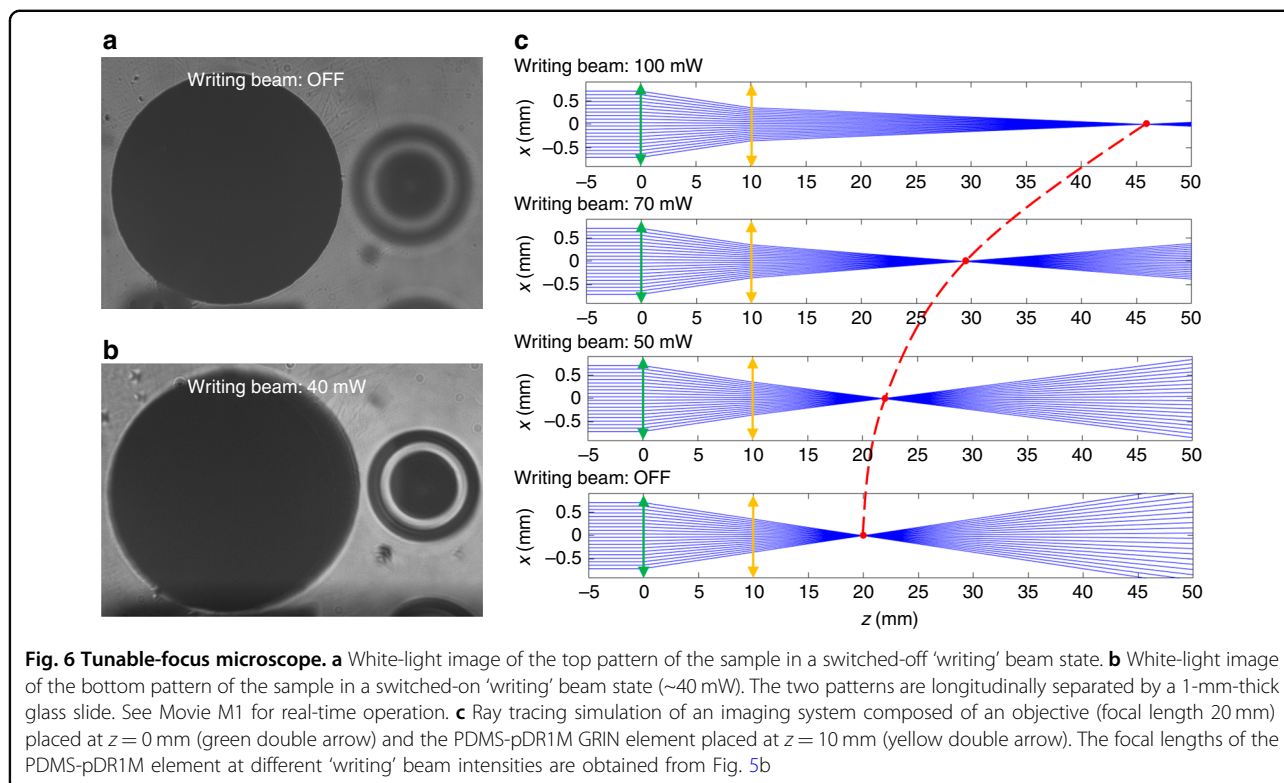 a
Writing beam: OFF
b
Writing beam: 40 mW
c
Writing beam: 100 mW
x (mm)
0.5
0
−0.5
−5 0 5 10 15 20 25 30 35 40 45 50
Writing beam: 70 mW
x (mm)
0.5
0
−0.5
−5 0 5 10 15 20 25 30 35 40 45 50
Writing beam: 50 mW
x (mm)
0.5
0
−0.5
−5 0 5 10 15 20 25 30 35 40 45 50
Writing beam: OFF
x (mm)
0.5
0
−0.5
−5 0 5 10 15 20 25 30 35 40 45 50
z (mm)
Fig. 6 Tunable-focus microscope. a White-light image of the top pattern of the sample in a switched-off ‘writing’ beam state. b White-light image
of the bottom pattern of the sample in a switched-on ‘writing’ beam state (~40 mW). The two patterns are longitudinally separated by a 1-mm-thick
glass slide. See Movie M1 for real-time operation. c Ray tracing simulation of an imaging system composed of an objective (focal length 20 mm)
placed at z = 0 mm (green double arrow) and the PDMS-pDR1M GRIN element placed at z = 10 mm (yellow double arrow). The focal lengths of the
PDMS-pDR1M element at different ‘writing’ beam intensities are obtained from Fig. 5b